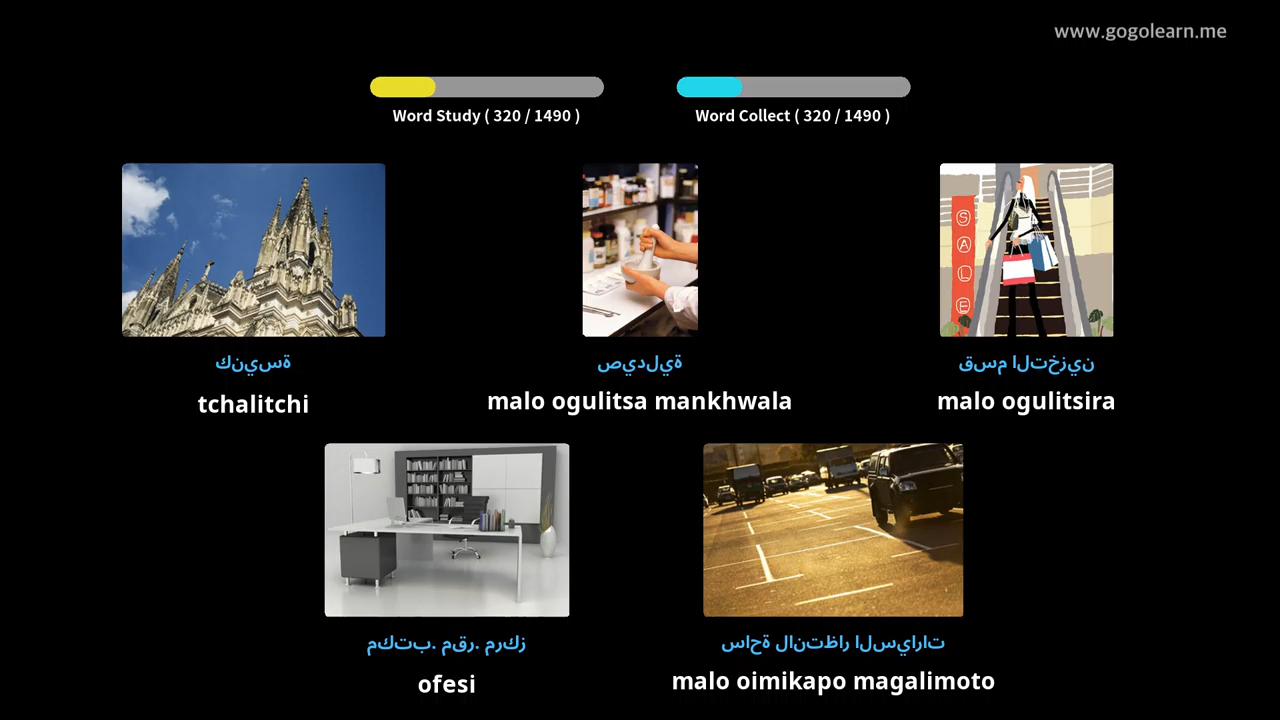 www.gogolearn.me
Word Study ( 320 / 1490 )
Word Collect ( 320 / 1490 )
كنيسة
tchalitchi
صيدلية
malo ogulitsa mankhwala
SALE
قسم التخزين
malo ogulitsira
مكتب. مقر. مركز
ofesi
ساحة لانتظار السيارات
malo oimikapo magalimoto